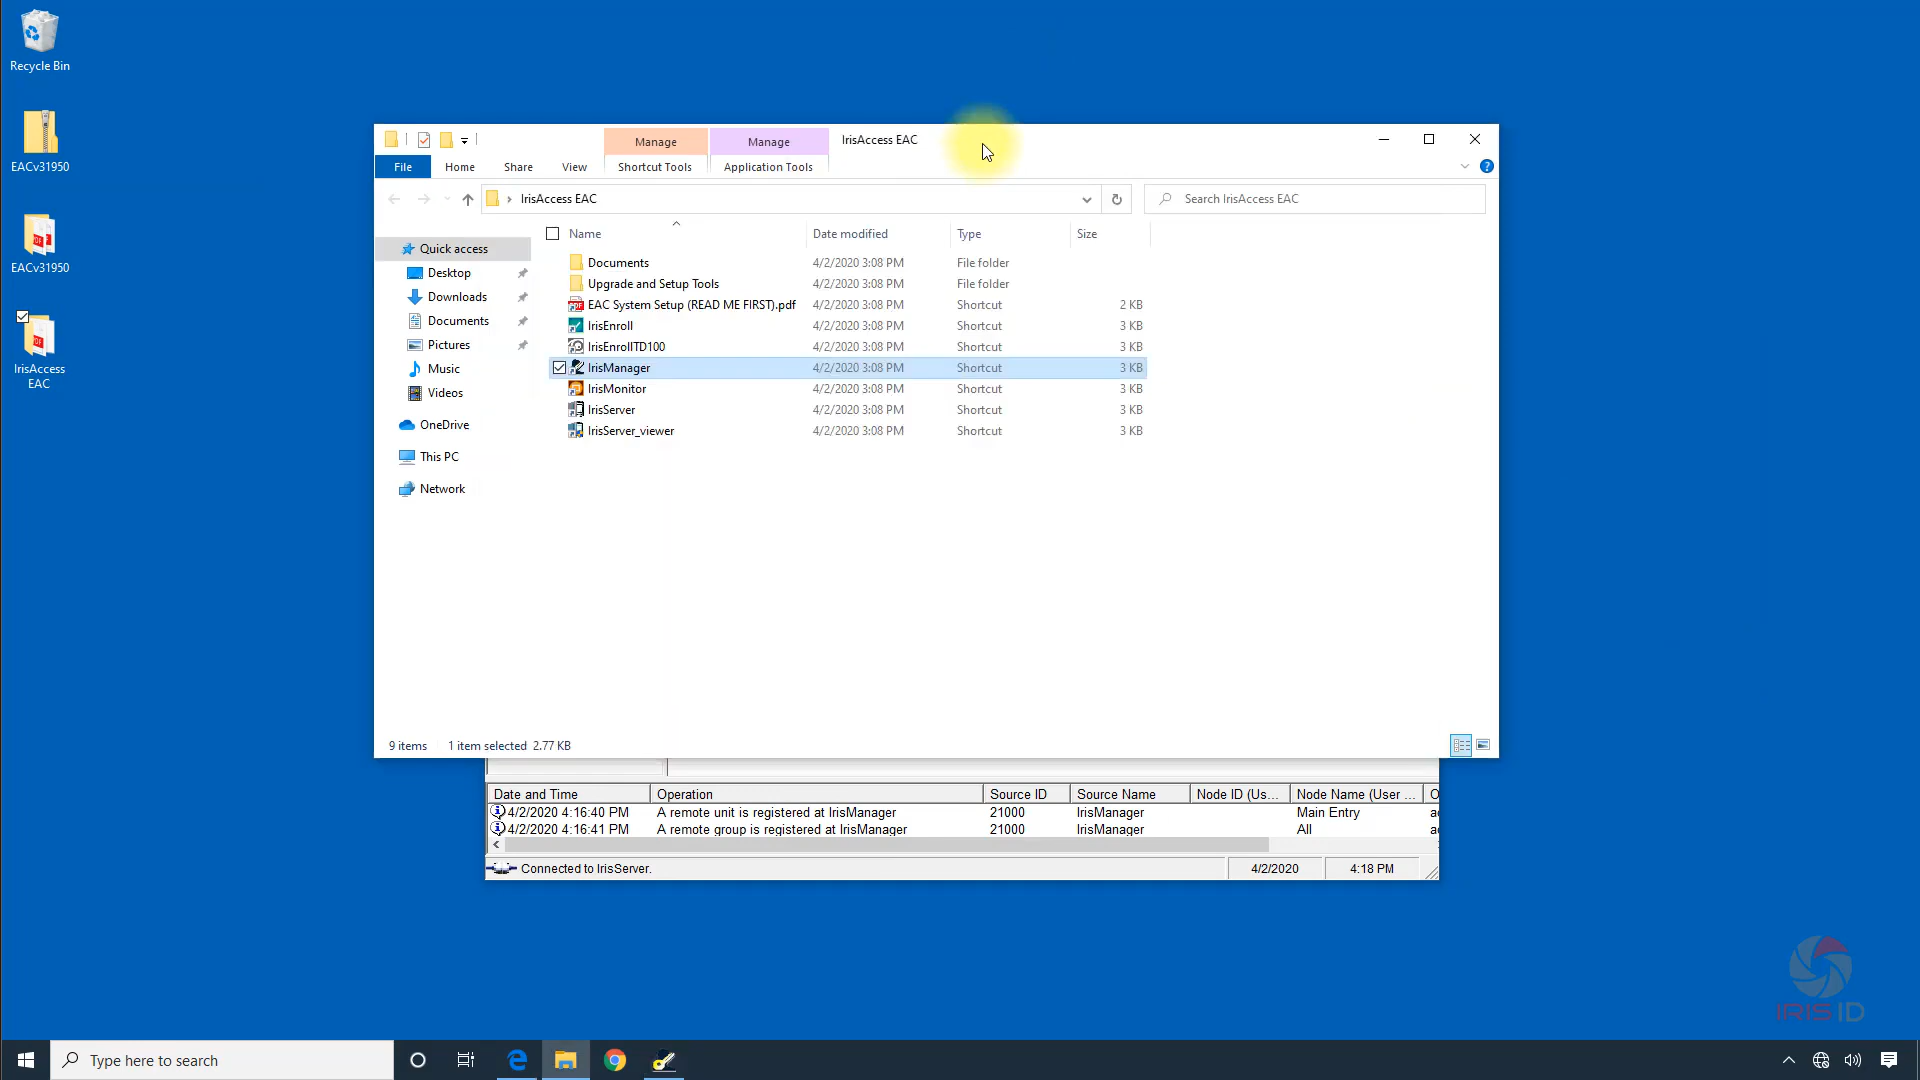 Recycle Bin
EACv31950
EACv31950
IrisAccess
EAC
Manage
Manage
IrisAccess EAC
File
Home
Share
View
Shortcut Tools
Application Tools
IrisAccess EAC
Search IrisAccess EAC
Name
Date modified
Type
Size
Quick access
Desktop
Downloads
Documents
Pictures
Music
Videos
OneDrive
This PC
Network
Documents 4/2/2020 3:08 PM File folder
Upgrade and Setup Tools 4/2/2020 3:08 PM File folder
EAC System Setup (READ ME FIRST).pdf 4/2/2020 3:08 PM Shortcut 2 KB
IrisEnroll 4/2/2020 3:08 PM Shortcut 3 KB
IrisEnrollTD100 4/2/2020 3:08 PM Shortcut 3 KB
IrisManager 4/2/2020 3:08 PM Shortcut 3 KB
IrisMonitor 4/2/2020 3:08 PM Shortcut 3 KB
IrisServer 4/2/2020 3:08 PM Shortcut 3 KB
IrisServer_viewer 4/2/2020 3:08 PM Shortcut 3 KB
9 items 1 item selected 2.77 KB
Date and Time Operation Source ID Source Name Node ID (Us... Node Name (User ... O
4/2/2020 4:16:40 PM A remote unit is registered at IrisManager 21000 IrisManager Main Entry
4/2/2020 4:16:41 PM A remote group is registered at IrisManager 21000 IrisManager All
Connected to IrisServer. 4/2/2020 4:18 PM
IRIS ID
Type here to search